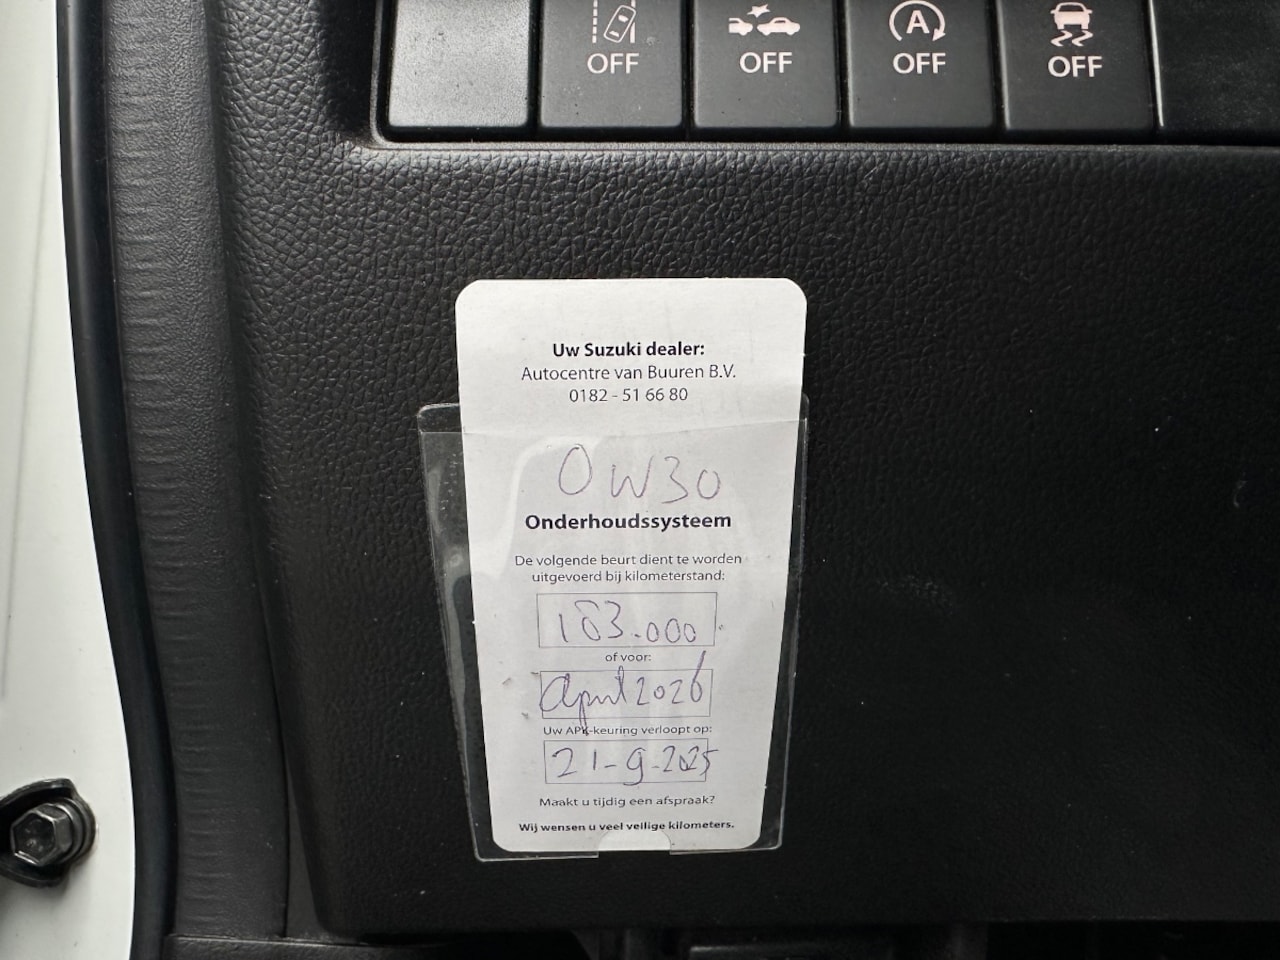 OFF OFF A OFF OFF
Uw Suzuki dealer:
Autocentre van Buuren B.V.
0182 - 51 66 80
0W30
Onderhoudssysteem
De volgende beurt dient te worden
uitgevoerd bij kilometerstand:
183.000
of voor:
April 2026
Uw APK-keuring verloopt op:
21-9-2025
Maakt u tijdig een afspraak?
Wij wensen u veel veilige kilometers.